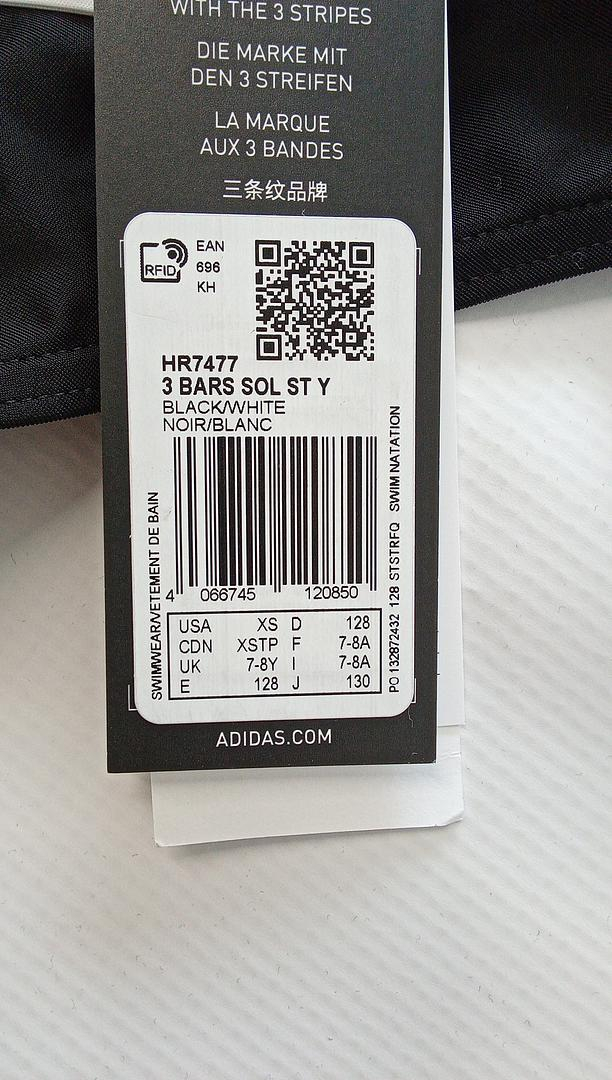 WITH THE 3 STRIPES
DIE MARKE MIT
DEN 3 STREIFEN
LA MARQUE
AUX 3 BANDES
三条纹品牌
RFID
EAN
696
KH
HR7477
3 BARS SOL ST Y
BLACK/WHITE
NOIR/BLANC
SWIMWEAR/VETEMENT DE BAIN
4 066745 120850
PO 132872432 128 STSTRFQ SWIM NATATION
USA XS D 128
CDN XSTP F 7-8A
UK 7-8Y I 7-8A
E 128 J 130
ADIDAS.COM